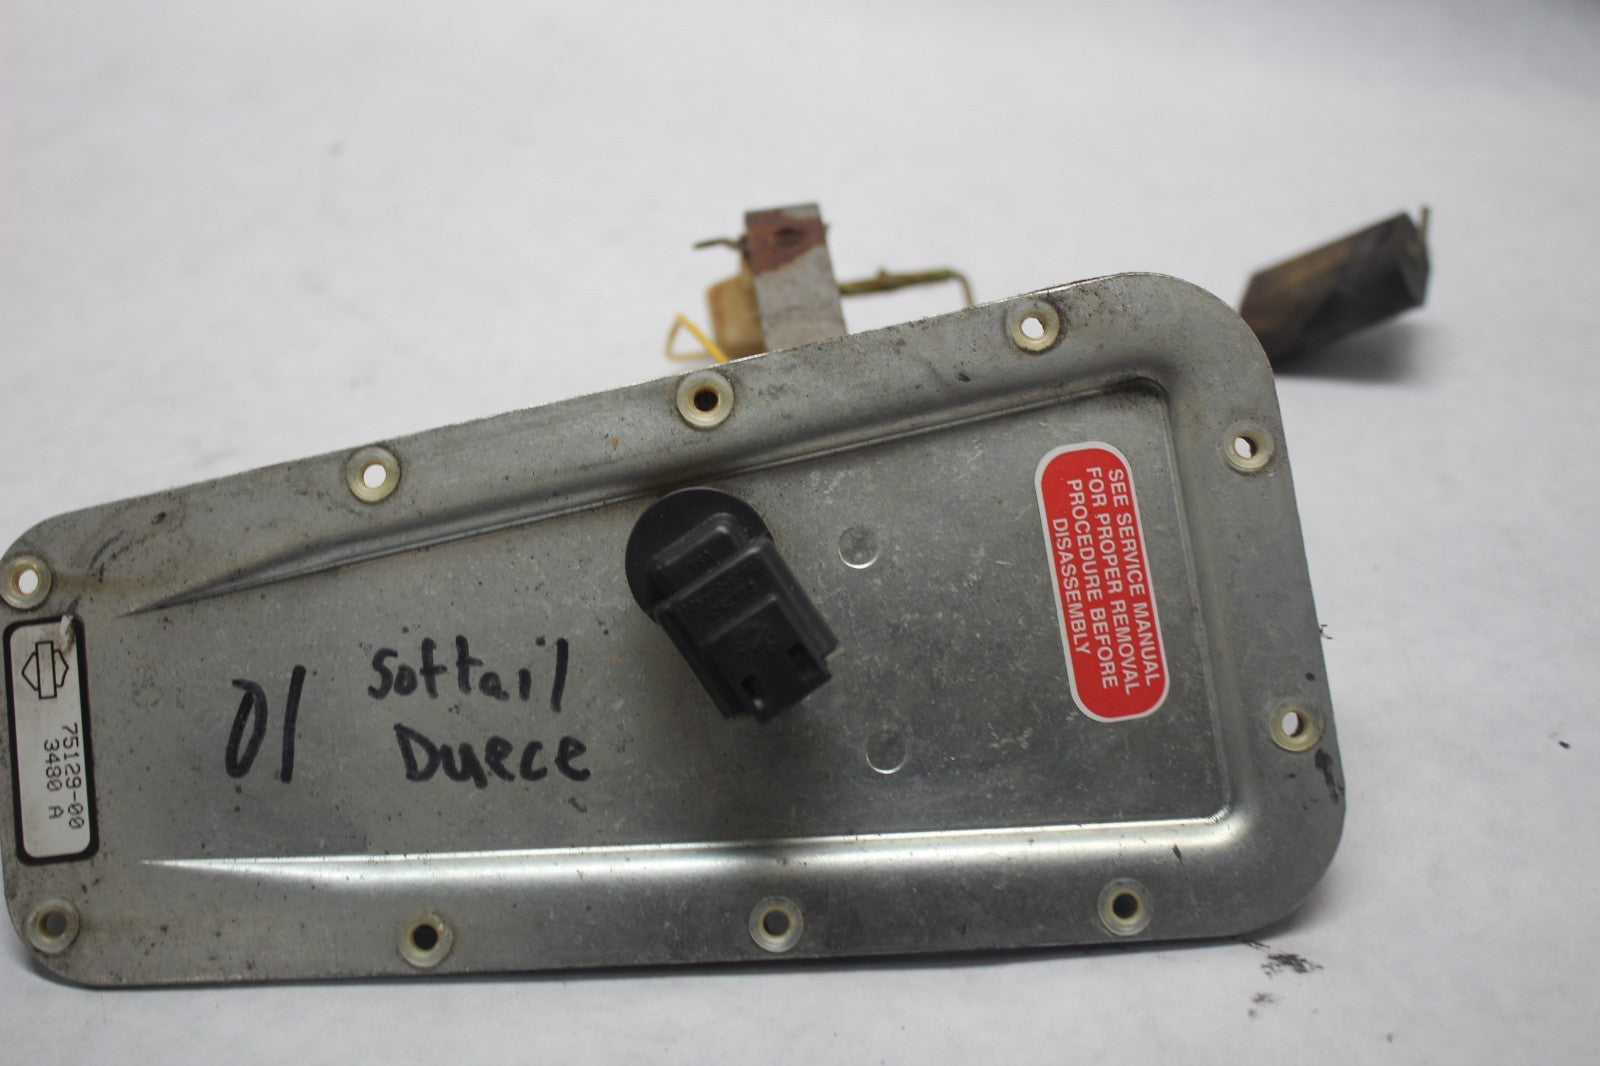 01
Softail
Duece
75129-00
3480 A
SEE SERVICE MANUAL
FOR PROPER REMOVAL
PROCEDURE BEFORE
DISASSEMBLY